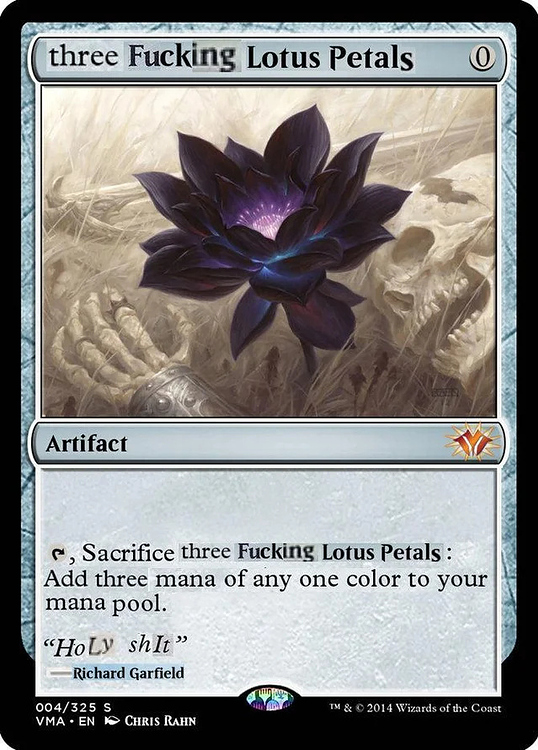 three Fucking Lotus Petals 0
Artifact
, Sacrifice three Fucking Lotus Petals:
Add three mana of any one color to your
mana pool.
“HoLy shIt”
—Richard Garfield
004/325 S
VMA • EN Chris Rahn ™ & © 2014 Wizards of the Coast